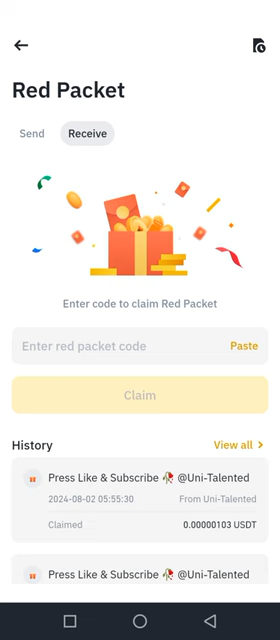 Red Packet
Send Receive
Enter code to claim Red Packet
Enter red packet code Paste
Claim
History View all
Press Like & Subscribe 🥀 @Uni-Talented
2024-08-02 05:55:30 From Uni-Talented
Claimed 0.00000103 USDT
Press Like & Subscribe 🥀 @Uni-Talented